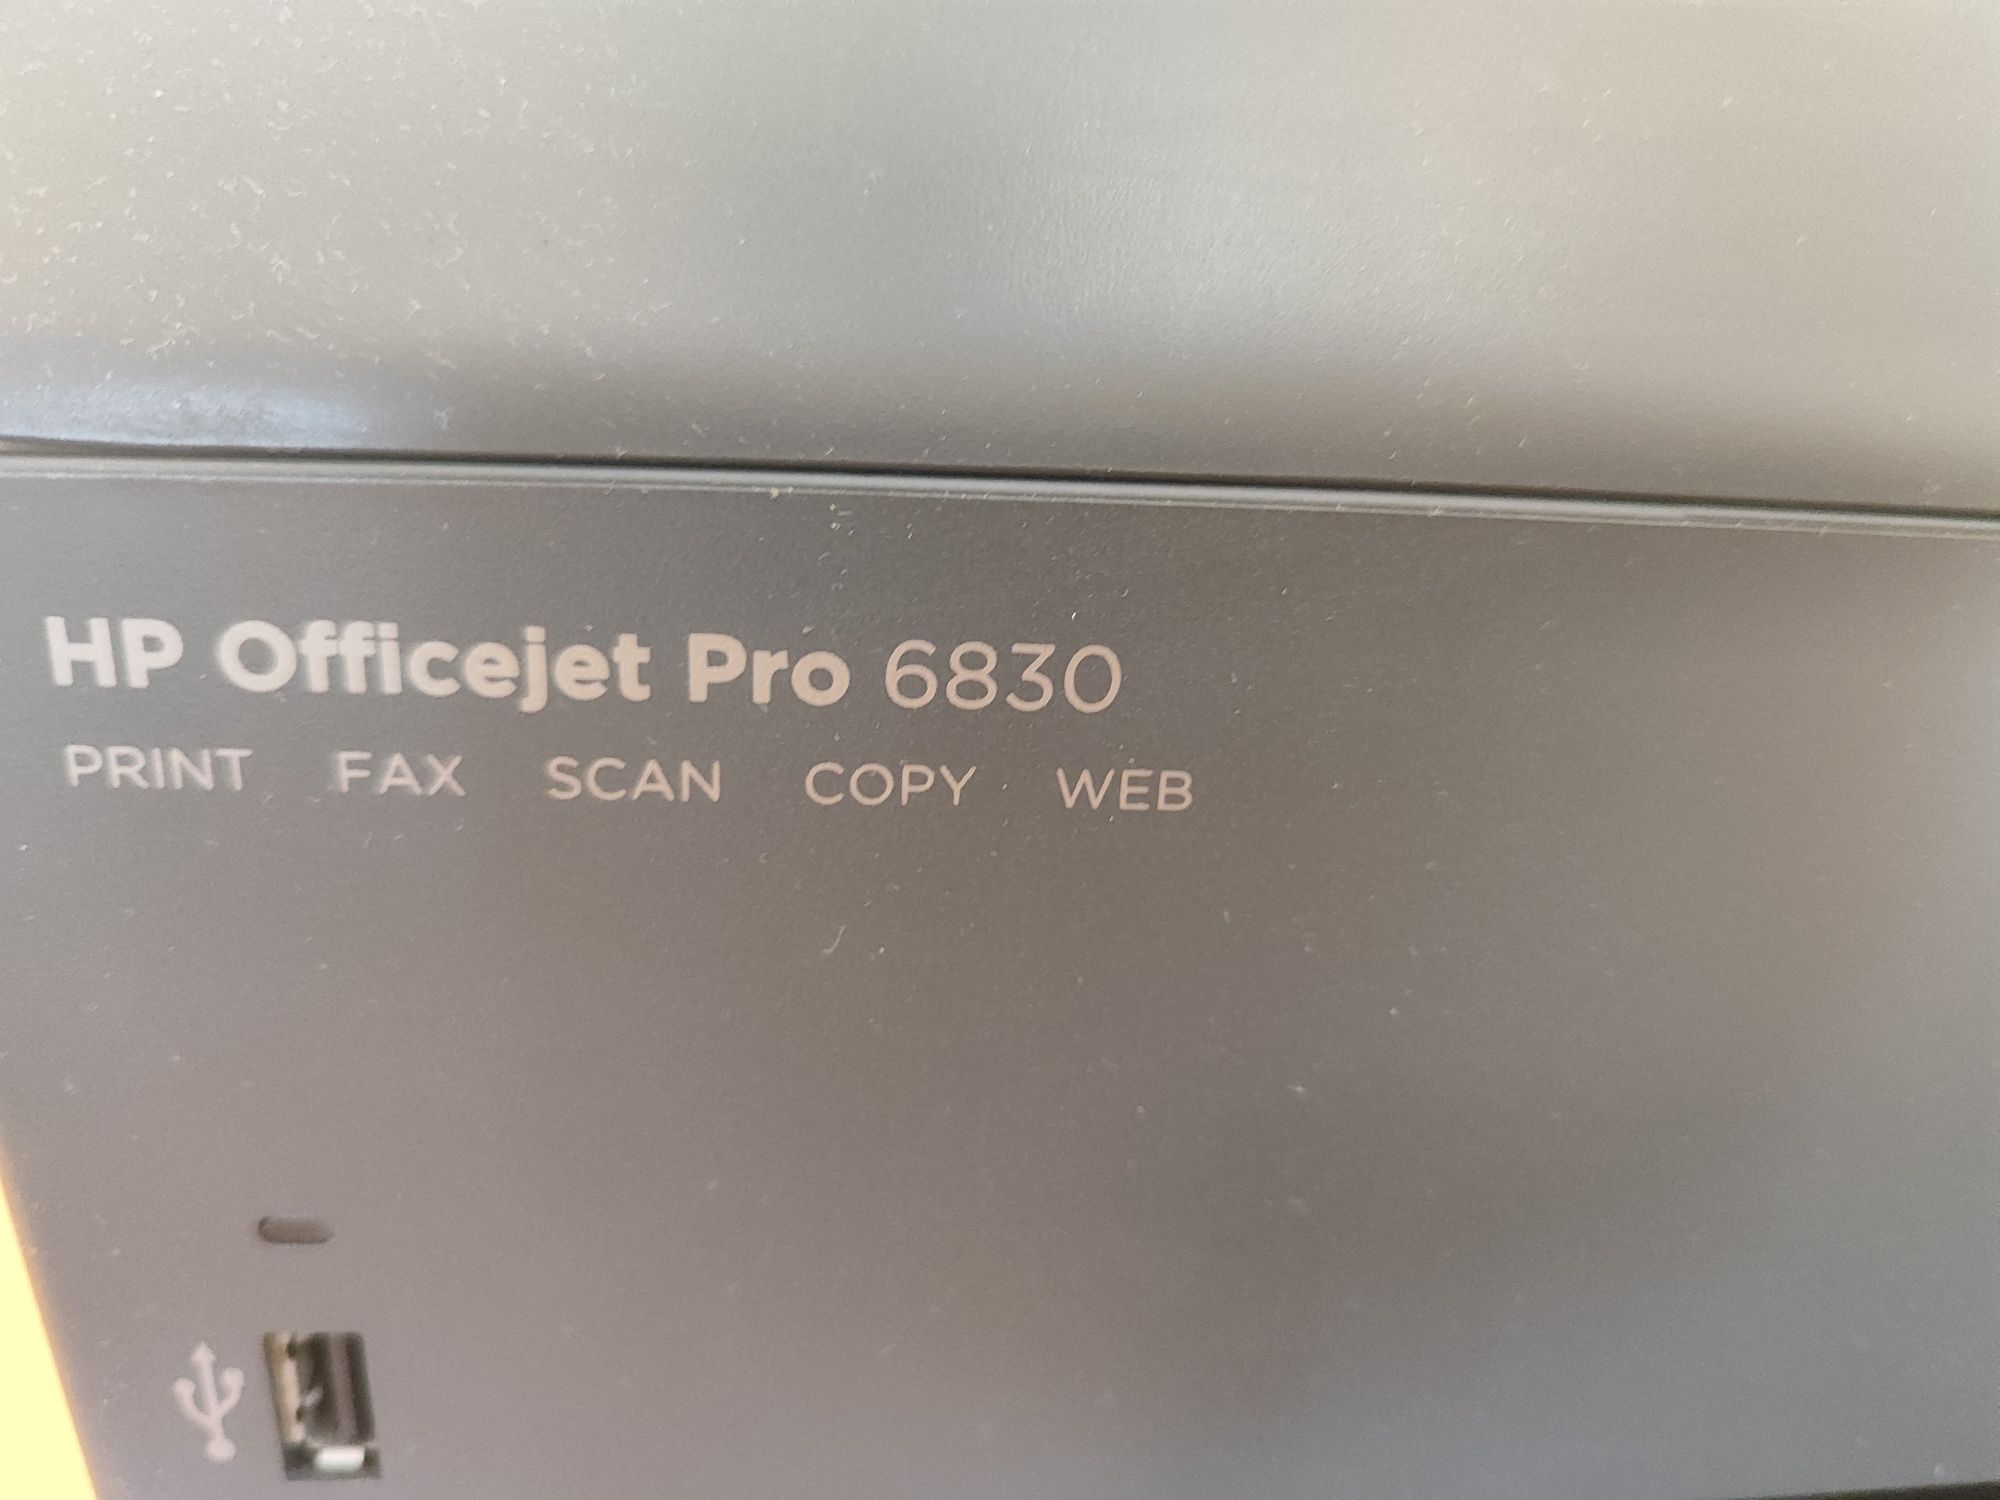 HP Officejet Pro 6830
PRINT FAX SCAN COPY WEB